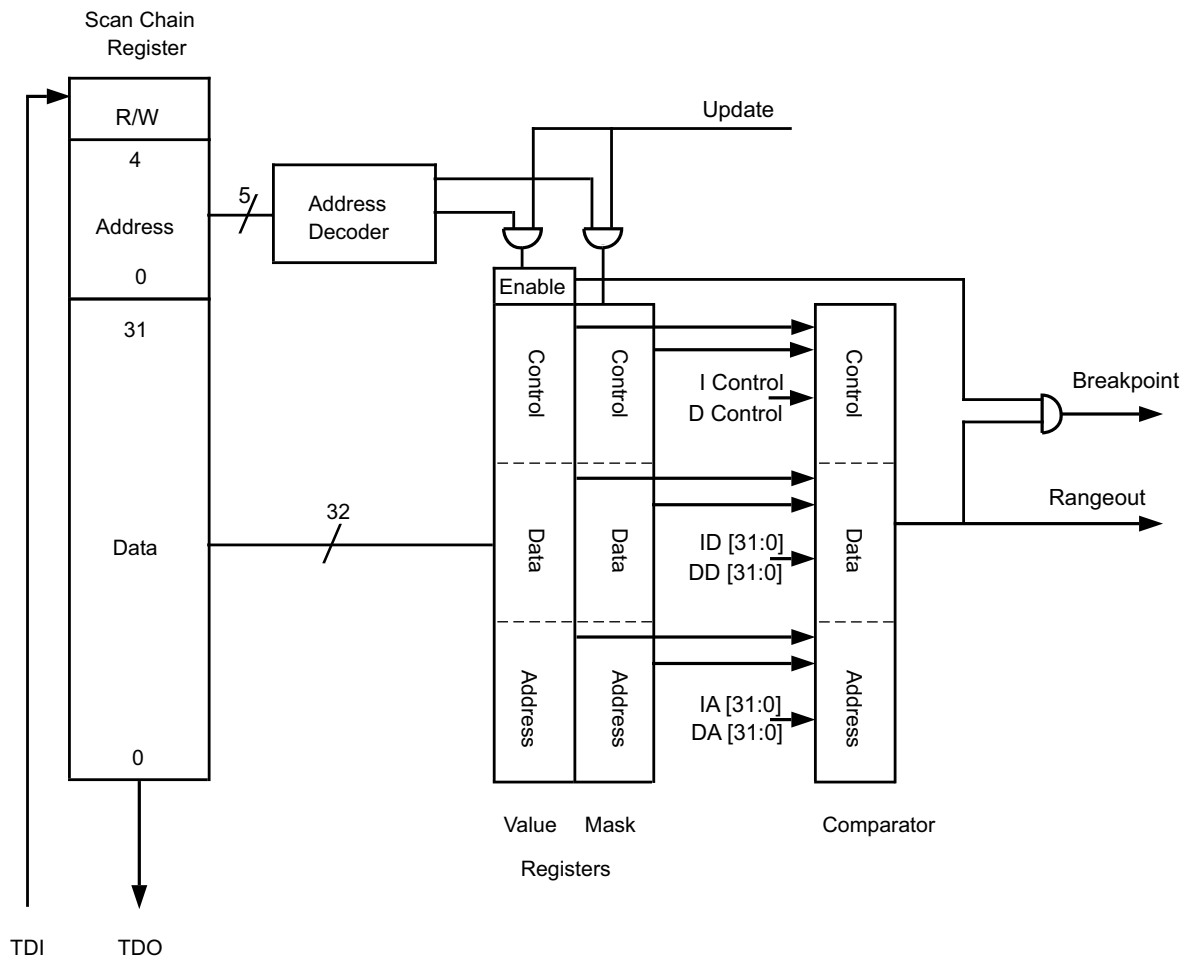 Scan Chain
Register
Update
R/W
4
5
Address
Decoder
Address
0
Enable
31
Control
Control
Control
I Control
D Control
Breakpoint
Rangeout
32
Data
Data
Data
Data
ID [31:0]
DD [31:0]
Address
Address
Address
IA [31:0]
DA [31:0]
0
Value
Mask
Comparator
Registers
TDI
TDO